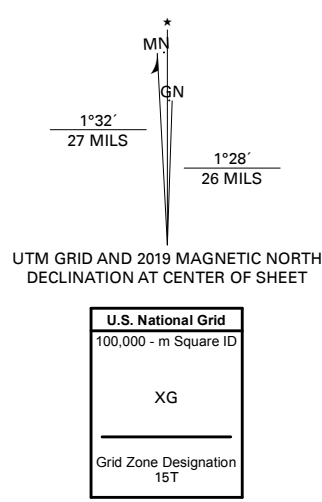 ★
MN
GN
1°32´
27 MILS
1°28´
26 MILS
UTM GRID AND 2019 MAGNETIC NORTH
DECLINATION AT CENTER OF SHEET
U.S. National Grid
100,000 - m Square ID
XG
Grid Zone Designation
15T